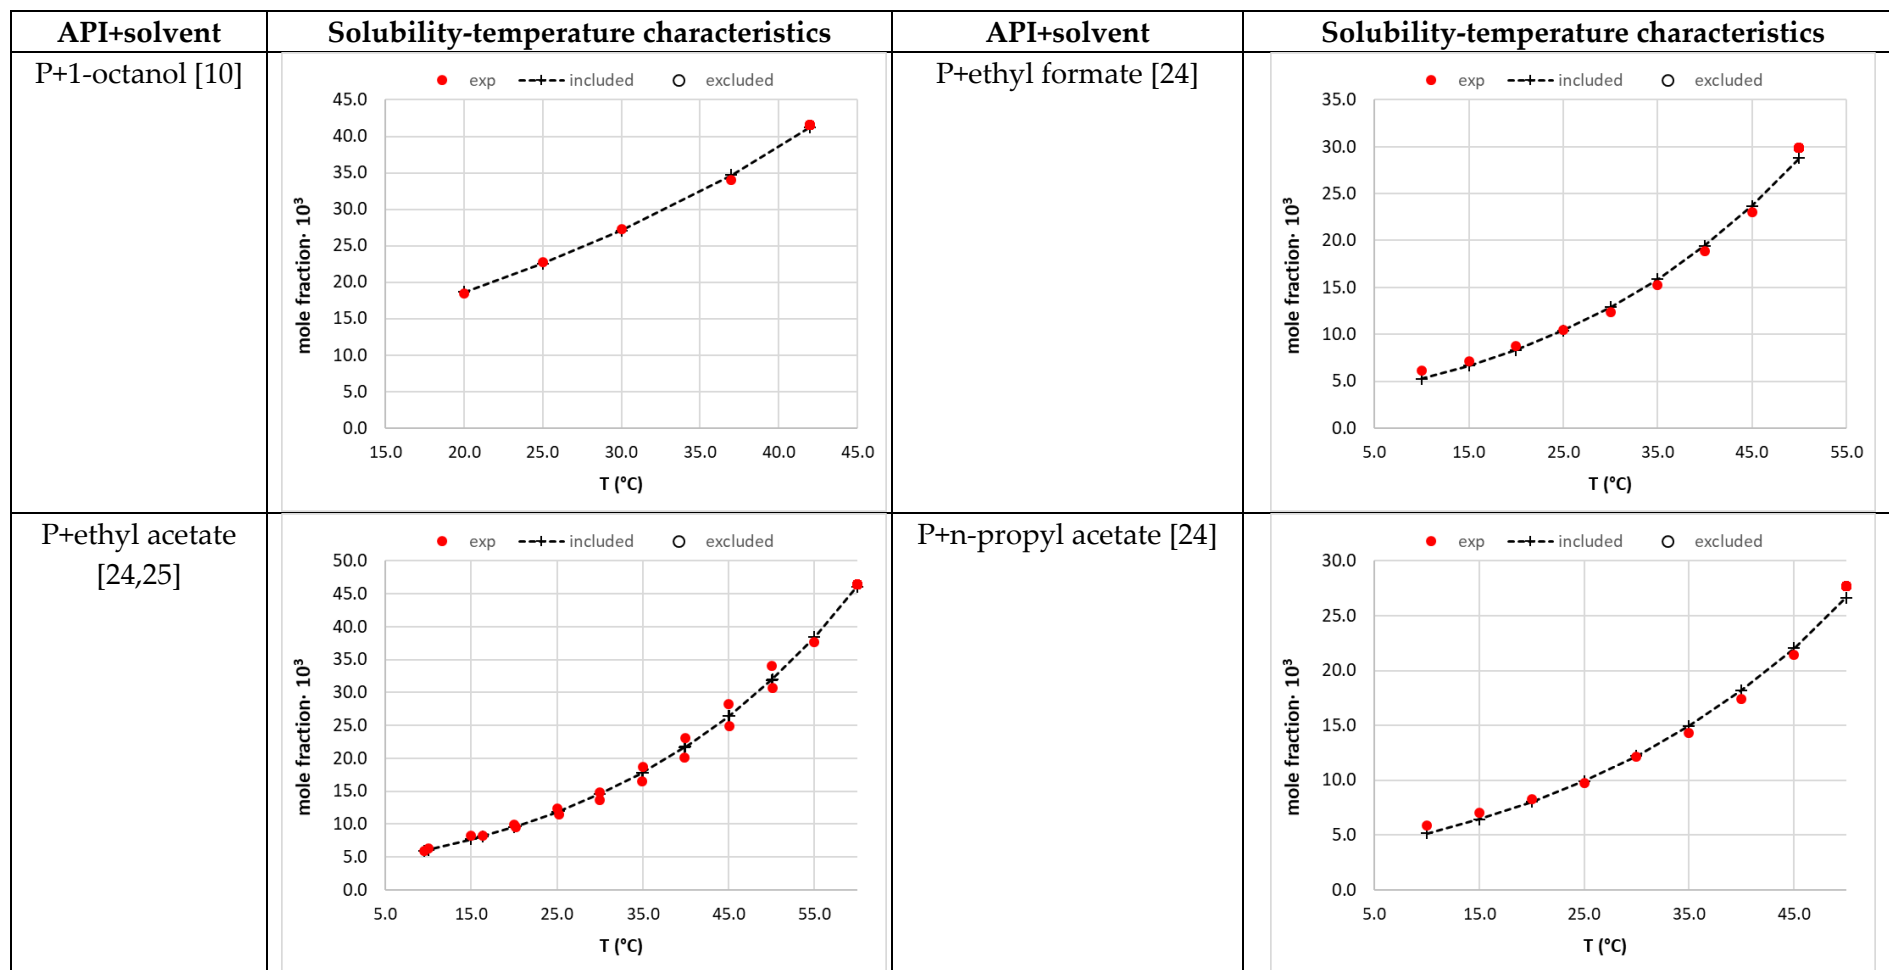 API+solvent
Solubility-temperature characteristics
API+solvent
Solubility-temperature characteristics
P+1-octanol [10]
exp included excluded
45.0
40.0
35.0
30.0
25.0
20.0
15.0
10.0
5.0
0.0
mole fraction· 10³
15.0 20.0 25.0 30.0 35.0 40.0 45.0
T (°C)
P+ethyl formate [24]
exp included excluded
35.0
30.0
25.0
20.0
15.0
10.0
5.0
0.0
mole fraction· 10³
5.0 15.0 25.0 35.0 45.0 55.0
T (°C)
P+ethyl acetate
[24,25]
exp included excluded
50.0
45.0
40.0
35.0
30.0
25.0
20.0
15.0
10.0
5.0
0.0
mole fraction· 10³
5.0 15.0 25.0 35.0 45.0 55.0
T (°C)
P+n-propyl acetate [24]
exp included excluded
30.0
25.0
20.0
15.0
10.0
5.0
0.0
mole fraction· 10³
5.0 15.0 25.0 35.0 45.0
T (°C)